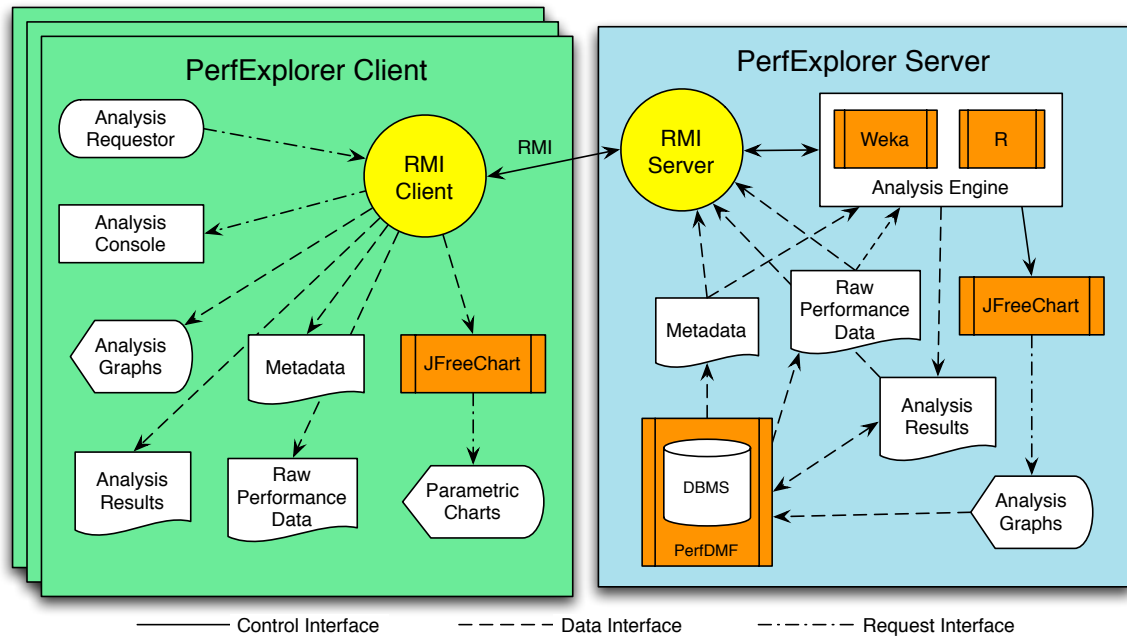 PerfExplorer Client
Analysis
Requestor
RMI
Client
Analysis
Console
Analysis
Graphs
Metadata
JFreeChart
Analysis
Results
Raw
Performance
Data
Parametric
Charts
RMI
PerfExplorer Server
RMI
Server
Weka
R
Analysis Engine
Metadata
Raw
Performance
Data
JFreeChart
Analysis
Results
DBMS
PerfDMF
Analysis
Graphs
Control Interface
Data Interface
Request Interface